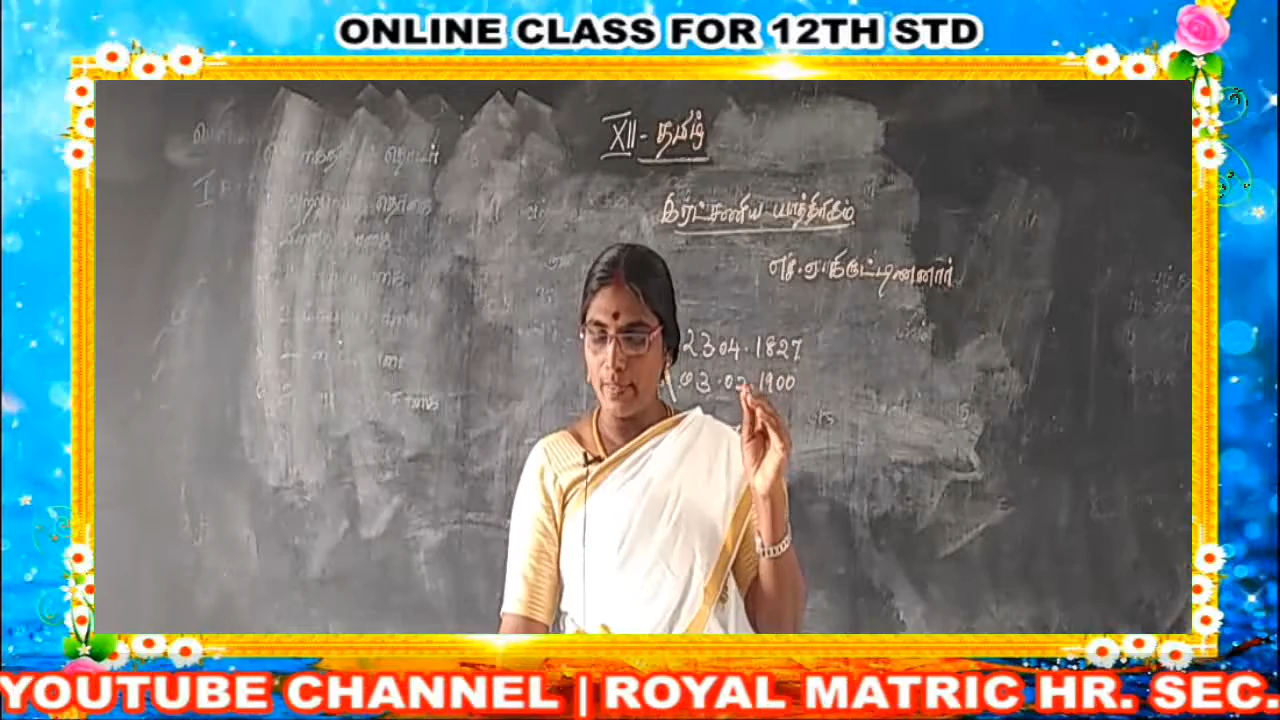 ONLINE CLASS FOR 12TH STD
XII - தமிழ்
இரட்சணிய யாத்திரிகம்
எச்.ஏ.கிருட்டிணனார்
23.04.1827
03.02.1900
YOUTUBE CHANNEL | ROYAL MATRIC HR. SEC.